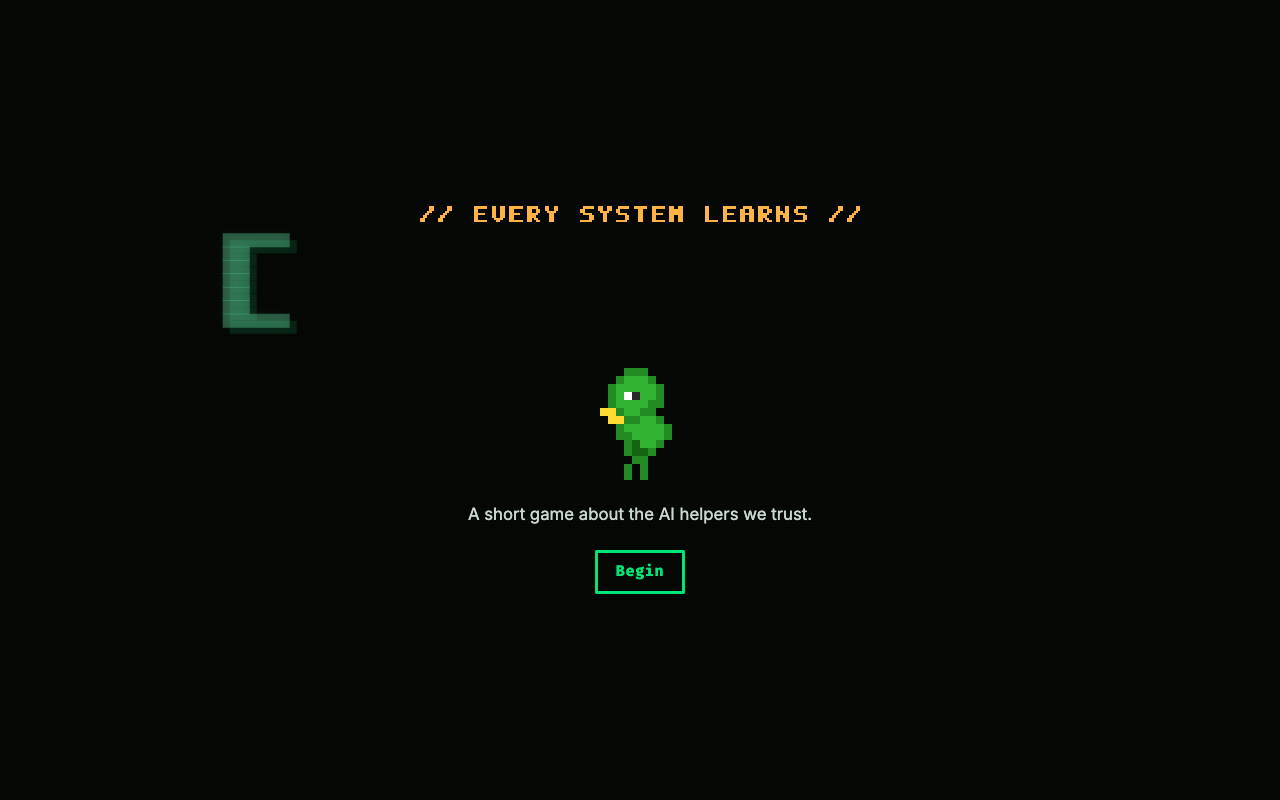 // EVERY SYSTEM LEARNS //
C
A short game about the AI helpers we trust.
Begin